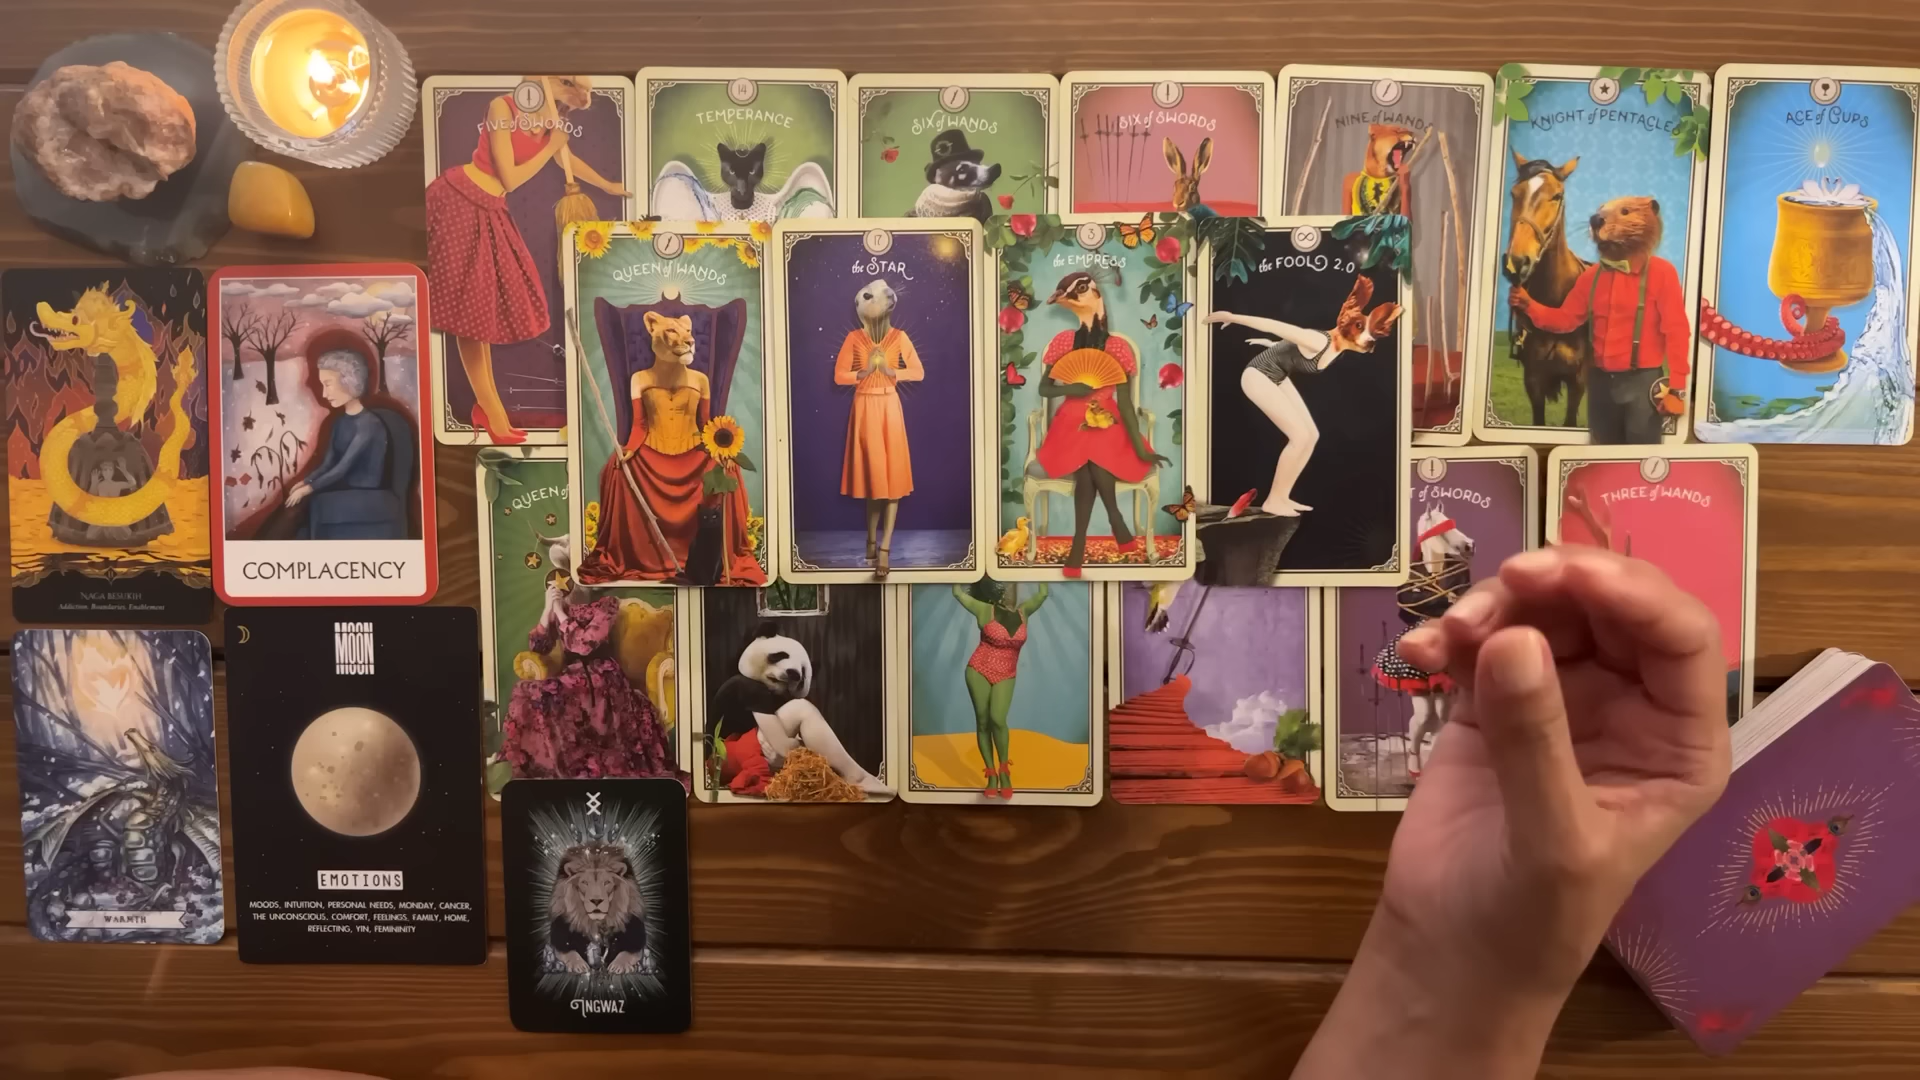 FIVE of SWORDS
14
TEMPERANCE
SIX of WANDS
SIX of SWORDS
NINE of WANDS
KNIGHT of PENTACLES
ACE of CUPS
QUEEN of WANDS
17
the STAR
3
the EMPRESS
∞
the FOOL 2.0
NAGA BESUKIH
Addiction, Boundaries, Enablement
COMPLACENCY
QUEEN of
T of SWORDS
THREE of WANDS
WARMTH
MOON
EMOTIONS
MOODS, INTUITION, PERSONAL NEEDS, MONDAY, CANCER,
THE UNCONSCIOUS, COMFORT, FEELINGS, FAMILY, HOME,
REFLECTING, YIN, FEMININITY
INGWAZ